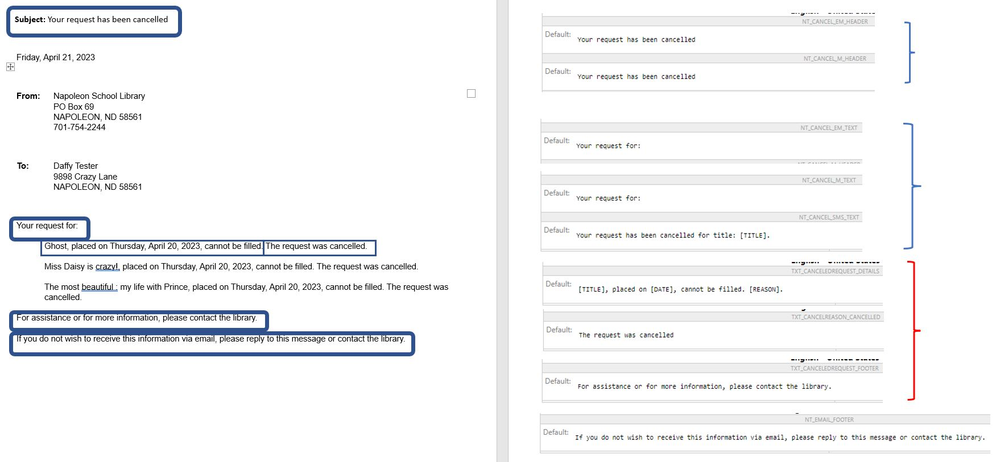 Subject: Your request has been cancelled
Friday, April 21, 2023
From: Napoleon School Library
PO Box 69
NAPOLEON, ND 58561
701-754-2244
To: Daffy Tester
9898 Crazy Lane
NAPOLEON, ND 58561
Your request for:
Ghost, placed on Thursday, April 20, 2023, cannot be filled. The request was cancelled.
Miss Daisy is crazy!, placed on Thursday, April 20, 2023, cannot be filled. The request was cancelled.
The most beautiful : my life with Prince, placed on Thursday, April 20, 2023, cannot be filled. The request was
cancelled.
For assistance or for more information, please contact the library.
If you do not wish to receive this information via email, please reply to this message or contact the library.
English - United States
NT_CANCEL_EM_HEADER
Default: Your request has been cancelled
NT_CANCEL_M_HEADER
Default: Your request has been cancelled
NT_CANCEL_EM_TEXT
Default: Your request for:
NT_CANCEL_M_HEADER
NT_CANCEL_M_TEXT
Default: Your request for:
NT_CANCEL_SMS_TEXT
Default: Your request has been cancelled for title: [TITLE].
English - United States
TXT_CANCELEDREQUEST_DETAILS
Default: [TITLE], placed on [DATE], cannot be filled. [REASON].
TXT_CANCELREASON_CANCELLED
Default: The request was cancelled
English - United States
TXT_CANCELEDREQUEST_FOOTER
Default: For assistance or for more information, please contact the library.
NT_EMAIL_FOOTER
Default: If you do not wish to receive this information via email, please reply to this message or contact the library.